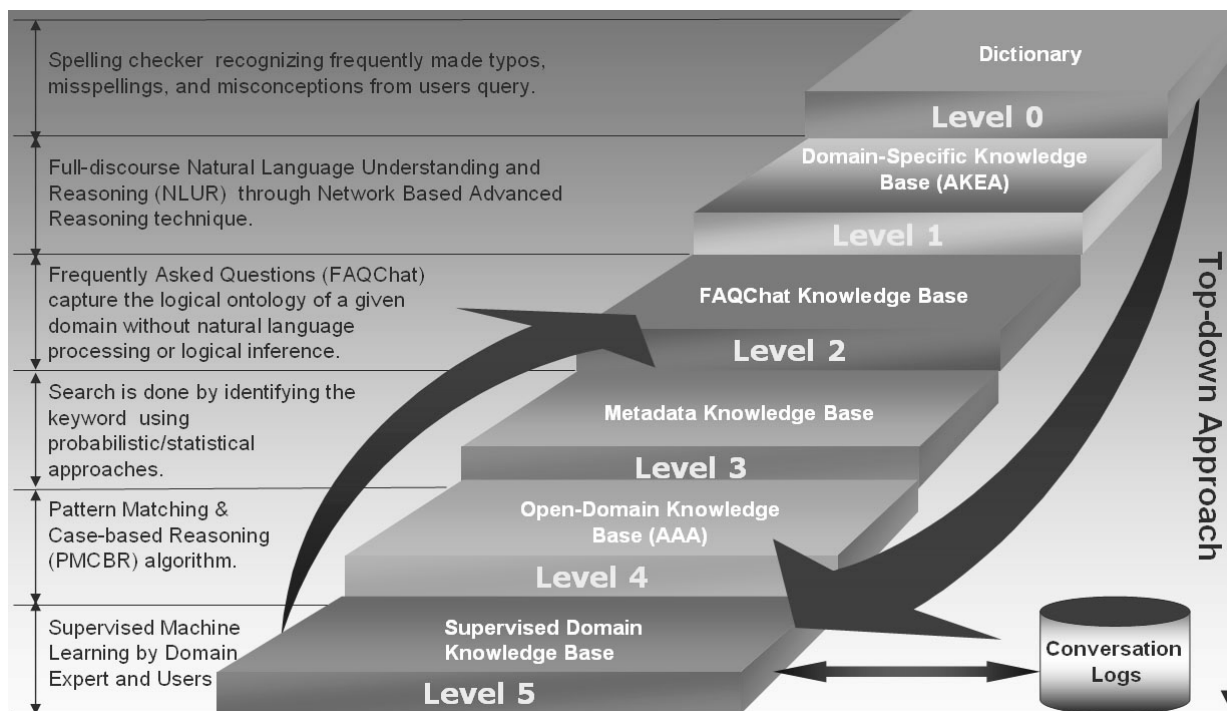 Spelling checker recognizing frequently made typos,
misspellings, and misconceptions from users query.
Dictionary
Level 0
Full-discourse Natural Language Understanding and
Reasoning (NLUR) through Network Based Advanced
Reasoning technique.
Domain-Specific Knowledge
Base (AKEA)
Level 1
Frequently Asked Questions (FAQChat)
capture the logical ontology of a given
domain without natural language
processing or logical inference.
FAQChat Knowledge Base
Level 2
Search is done by identifying the
keyword using
probabilistic/statistical
approaches.
Metadata Knowledge Base
Level 3
Pattern Matching &
Case-based Reasoning
(PMCBR) algorithm.
Open-Domain Knowledge
Base (AAA)
Level 4
Supervised Machine
Learning by Domain
Expert and Users
Supervised Domain
Knowledge Base
Level 5
Conversation
Logs
Top-down Approach